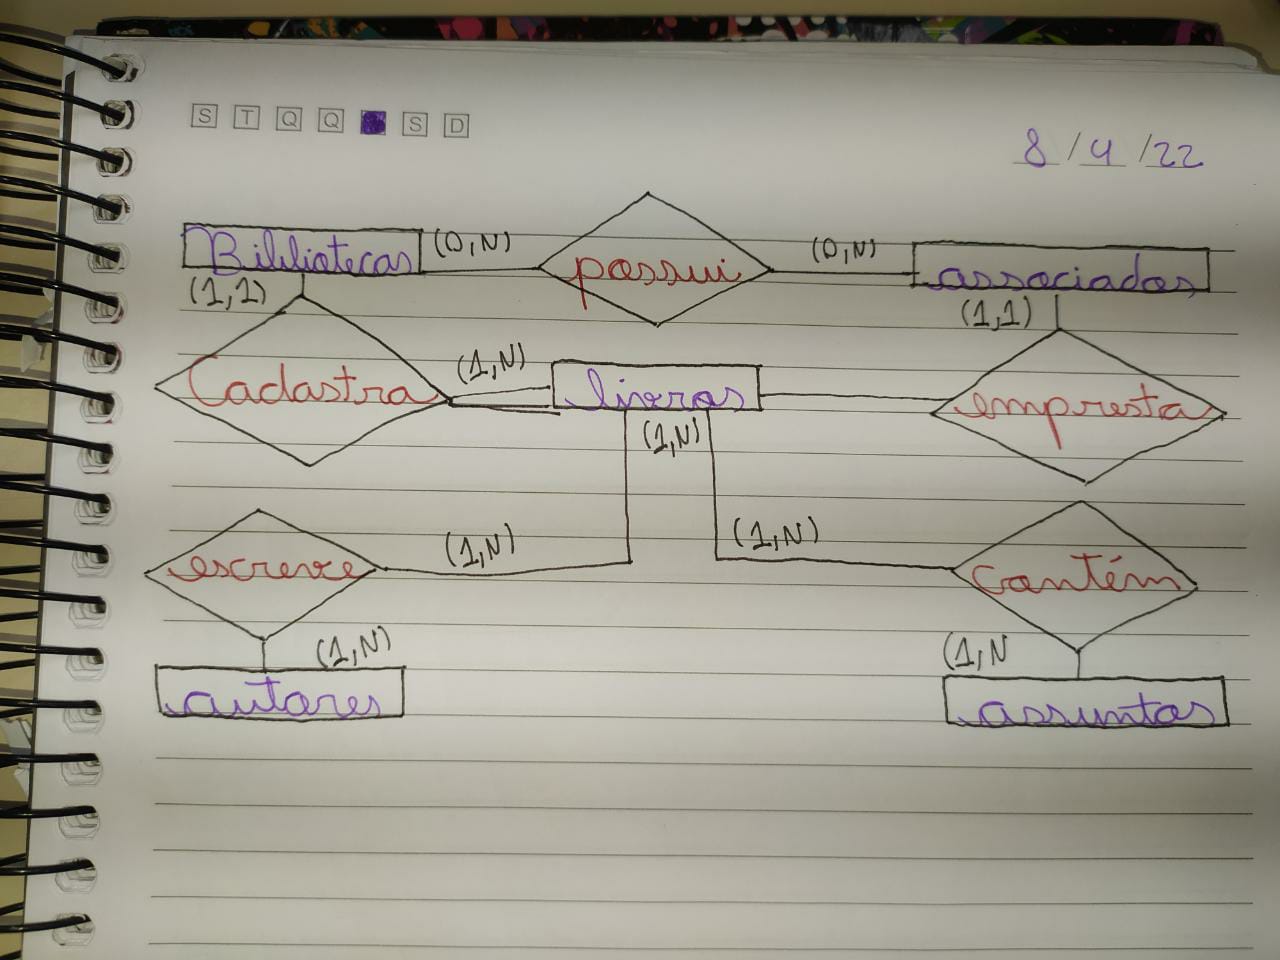 S T Q Q S D
8/4/22
Bibliotecas (0,N) possui (0,N) associados
(1,1) (1,1)
Cadastra (1,N) livros empresta
(1,N)
escreve (1,N) (1,N) Contém
(1,N) (1,N
autores assuntos